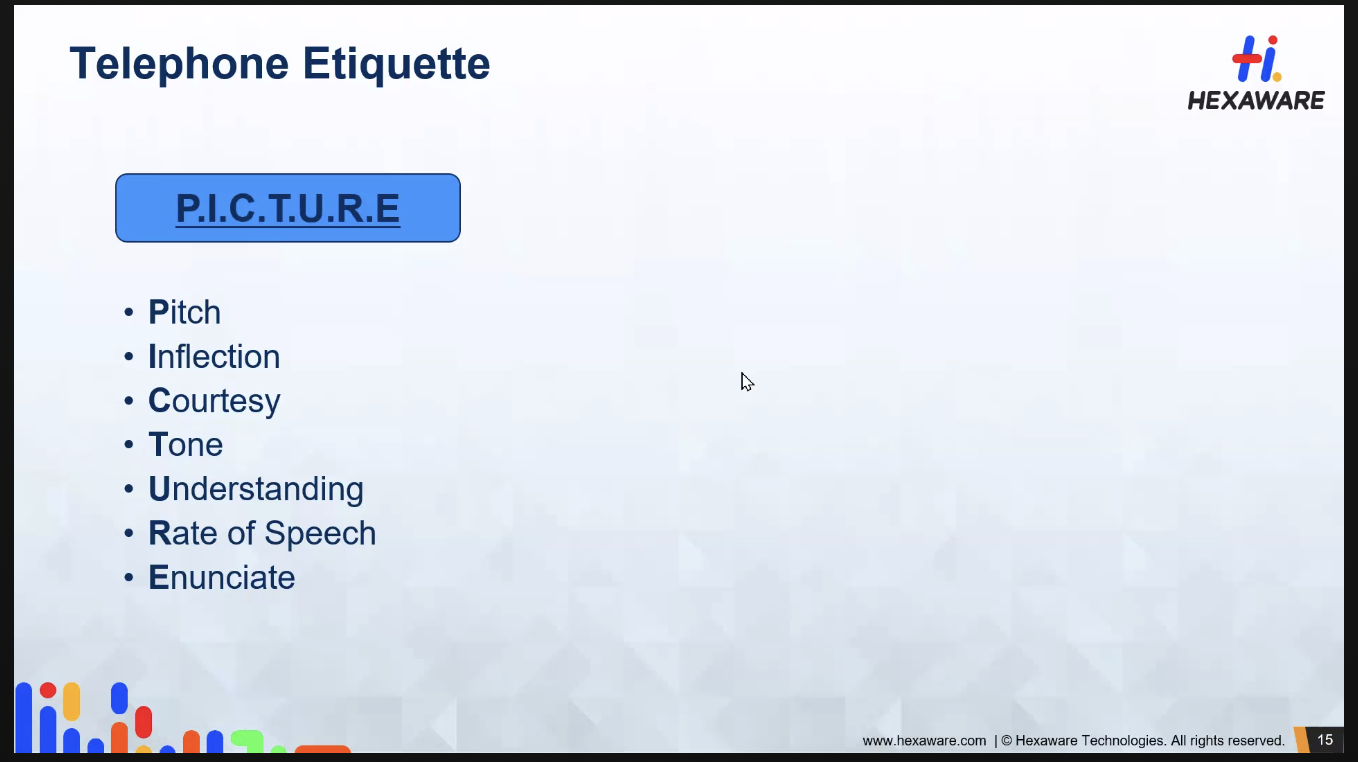 Telephone Etiquette
HEXAWARE
P.I.C.T.U.R.E
• Pitch
• Inflection
• Courtesy
• Tone
• Understanding
• Rate of Speech
• Enunciate
www.hexaware.com | © Hexaware Technologies. All rights reserved. 15